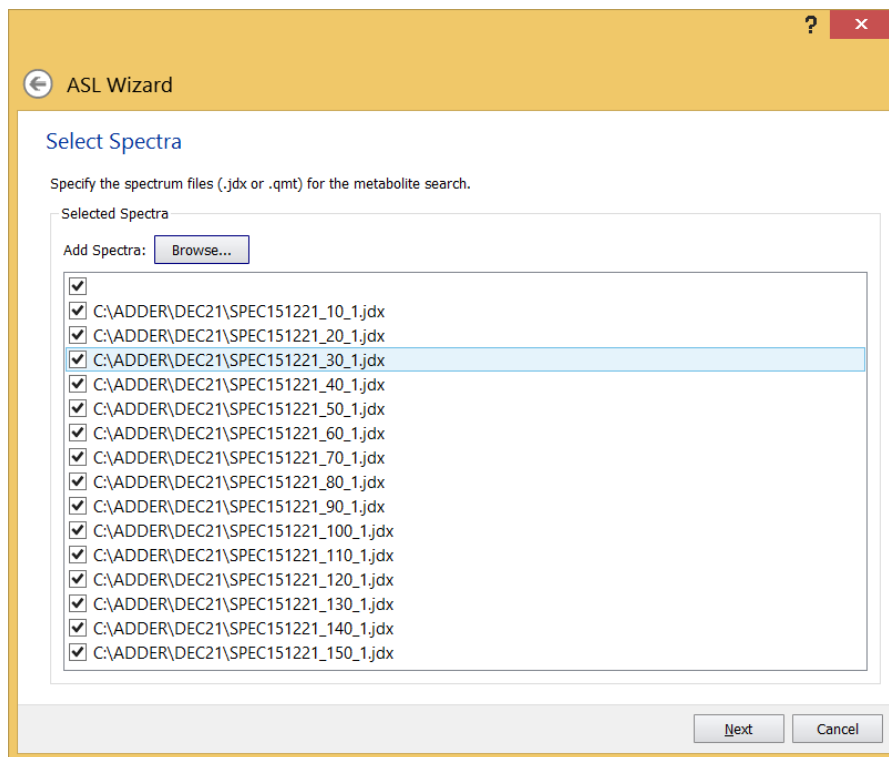 ?
ASL Wizard
Select Spectra
Specify the spectrum files (.jdx or .qmt) for the metabolite search.
Selected Spectra
Add Spectra: Browse...
C:\ADDER\DEC21\SPEC151221_10_1.jdx
C:\ADDER\DEC21\SPEC151221_20_1.jdx
C:\ADDER\DEC21\SPEC151221_30_1.jdx
C:\ADDER\DEC21\SPEC151221_40_1.jdx
C:\ADDER\DEC21\SPEC151221_50_1.jdx
C:\ADDER\DEC21\SPEC151221_60_1.jdx
C:\ADDER\DEC21\SPEC151221_70_1.jdx
C:\ADDER\DEC21\SPEC151221_80_1.jdx
C:\ADDER\DEC21\SPEC151221_90_1.jdx
C:\ADDER\DEC21\SPEC151221_100_1.jdx
C:\ADDER\DEC21\SPEC151221_110_1.jdx
C:\ADDER\DEC21\SPEC151221_120_1.jdx
C:\ADDER\DEC21\SPEC151221_130_1.jdx
C:\ADDER\DEC21\SPEC151221_140_1.jdx
C:\ADDER\DEC21\SPEC151221_150_1.jdx
Next Cancel